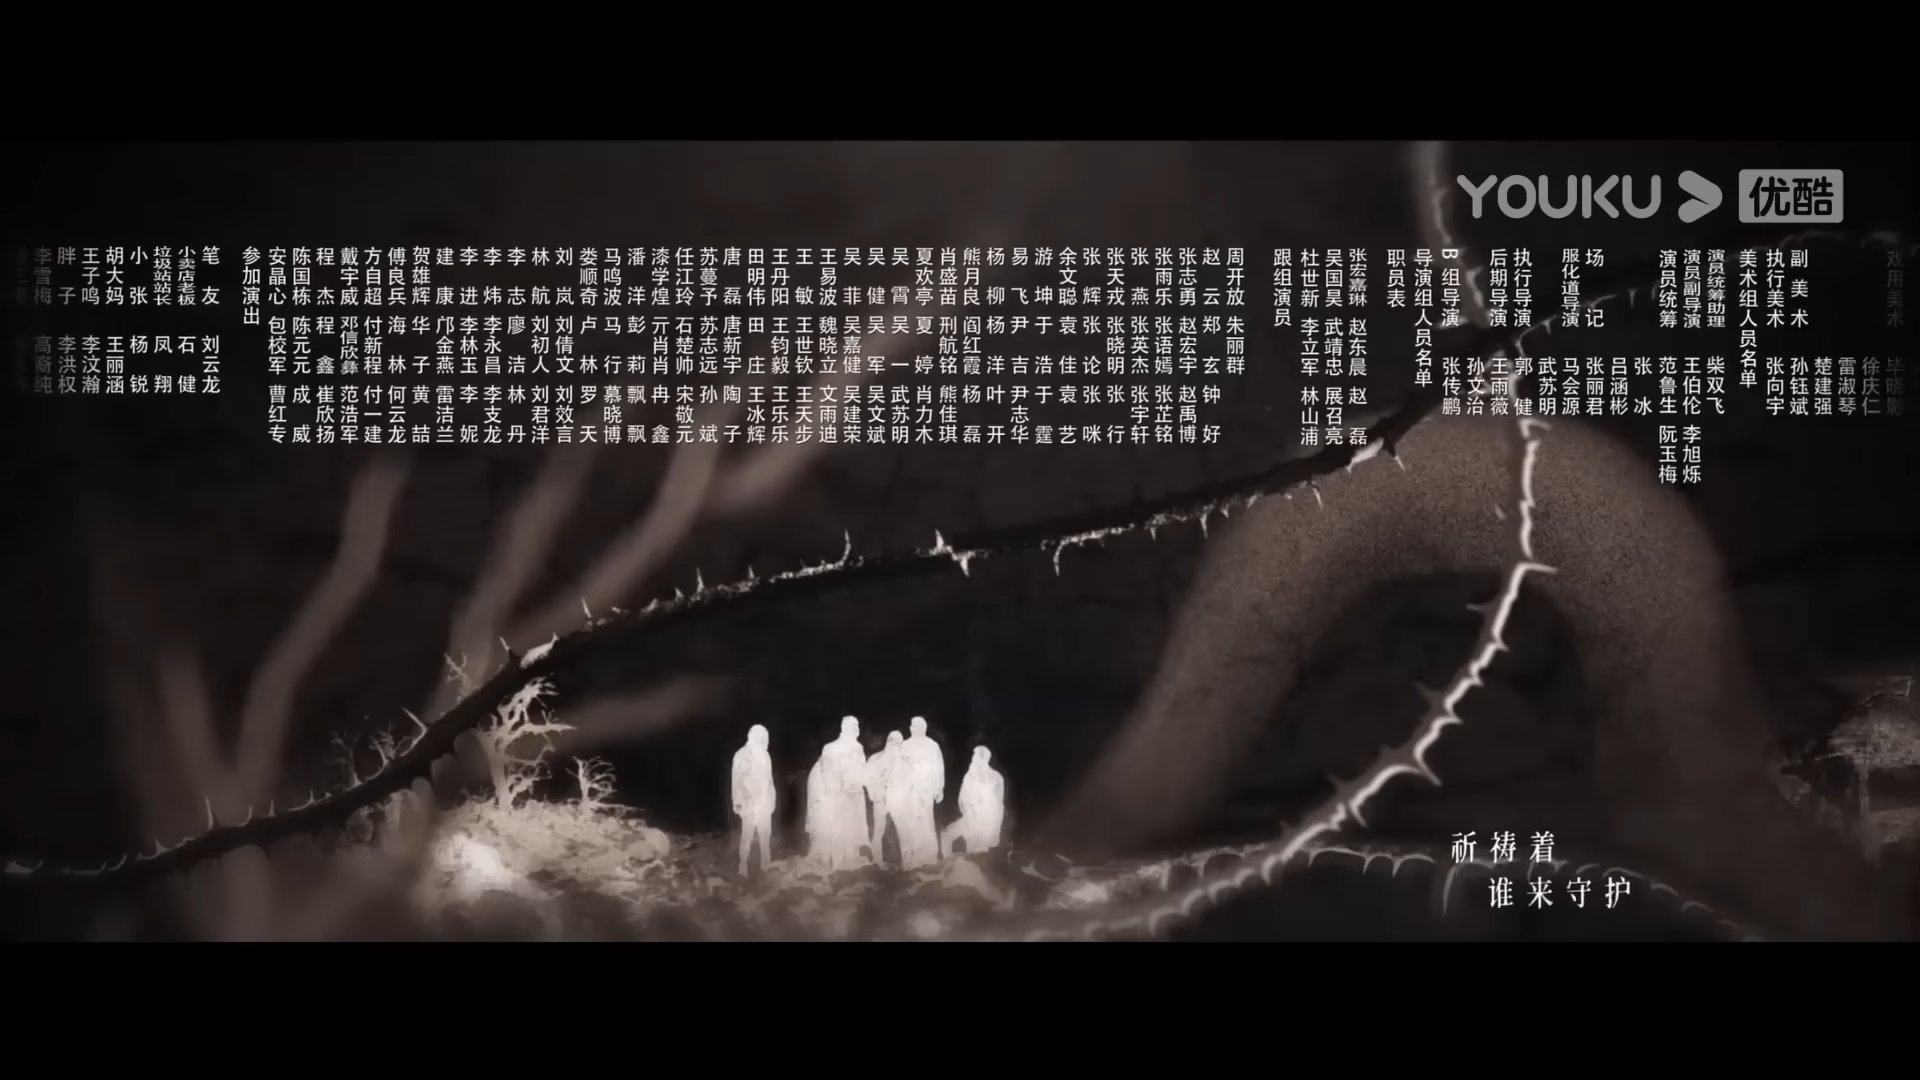 李雪梅 高裔纯
胖子 李洪权
王子鸣 李汶瀚
胡大妈 王丽涵
小张 杨锐
垃圾站站长 凤翔
小卖店老板 石健
笔友 刘云龙
参加演出
安晶心 包校军 曹红专
陈国栋 陈元元 成威
程杰 程鑫 崔欣扬
戴宇威 邓信欣彝 范浩军
方自超 付新程 付一建
傅良兵 海林 何云龙
贺雄辉 华子 黄喆
建康 邝金燕 雷洁兰
李进 李林玉 李妮
李炜 李永昌 李支龙
李志 廖洁 林丹
林航 刘初人 刘君洋
刘岚 刘倩文 刘效言
娄顺奇 卢林 罗天
马鸣波 马行 慕晓博
潘洋 彭莉 飘飘
漆学煌 亓肖肖 冉鑫
任江玲 石楚帅 宋敬元
苏蔓予 苏志远 孙斌
唐磊 唐新宇 陶子
田明伟 田庄 王冰辉
王丹阳 王钧毅 王乐乐
王敏 王世钦 王天步
王易波 魏晓立 文雨迪
吴菲 吴嘉健 吴建荣
吴健 吴军 吴文斌
吴霄 吴一 武苏明
夏欢亭 夏婷 肖力木
肖盛苗 邢航铭 熊佳琪
熊月良 阎红霞 杨磊
杨柳 杨洋 叶开
易飞 尹吉 尹志华
游坤 于浩 于霆
余文聪 袁佳 袁艺
张辉 张论 张咪
张天戎 张晓明 张行
张燕 张英杰 张宇轩
张雨乐 张语嫣 张芷铭
张志勇 赵宏宇 赵禹博
赵云 郑玄 钟好
周开放 朱丽群
跟组演员
杜世新 李立军 林山浦
吴国昊 武靖忠 展召亮
张宏嘉琳 赵东晨 赵磊
职员表
导演组人员名单
B组导演 张传鹏
孙文治
后期导演 王雨薇
执行导演 郭健
武苏明
服化道导演 马会源
场记 张丽君
吕涵彬
张冰
演员统筹 范鲁生 阮玉梅
演员副导演 王伯伦 李旭烁
演员统筹助理 柴双飞
美术组人员名单
执行美术 张向宇
副美术 孙钰斌
楚建强
雷淑琴
徐庆仁
戏用美术
YOUKU 优酷
祈祷着
谁来守护